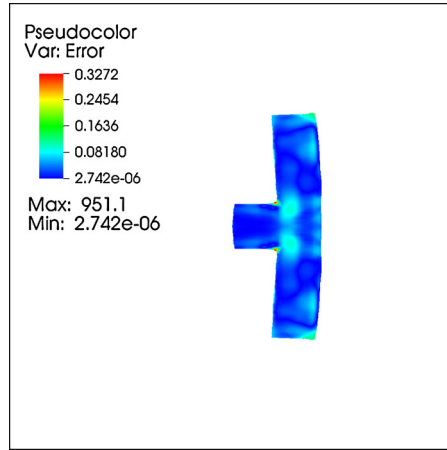 Pseudocolor
Var: Error
0.3272
0.2454
0.1636
0.08180
2.742e-06
Max: 951.1
Min: 2.742e-06